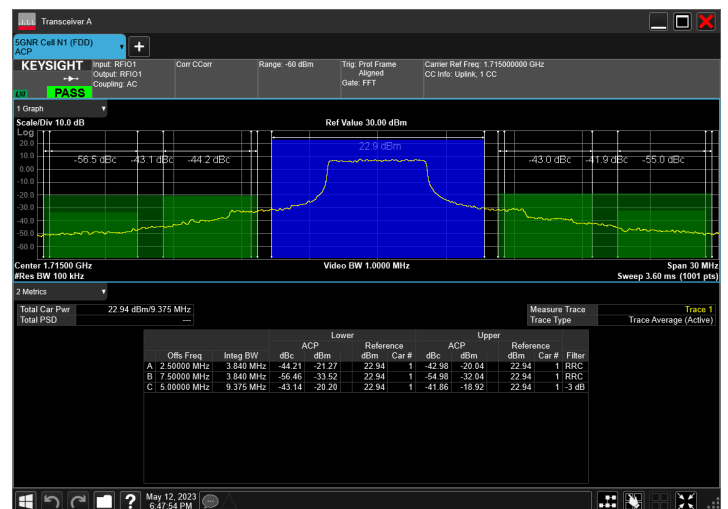 Transceiver A
5GNR Cell N1 (FDD)
ACP
KEYSIGHT
LXI
PASS
Input: RFIO1
Output: RFIO1
Coupling: AC
Corr CCorr
Range: -60 dBm
Trig: Prot Frame
Aligned
Gate: FFT
Carrier Ref Freq: 1.715000000 GHz
CC Info: Uplink, 1 CC
1 Graph
Scale/Div 10.0 dB
Ref Value 30.00 dBm
Log
20.0
10.0
0.00
-10.0
-20.0
-30.0
-40.0
-50.0
-60.0
-56.5 dBc
-43.1 dBc
-44.2 dBc
22.9 dBm
-43.0 dBc
-41.9 dBc
-55.0 dBc
Center 1.71500 GHz
Video BW 1.0000 MHz
Span 30 MHz
#Res BW 100 kHz
Sweep 3.60 ms (1001 pts)
2 Metrics
Total Car Pwr 22.94 dBm/9.375 MHz
Total PSD ---
Measure Trace Trace 1
Trace Type Trace Average (Active)
Lower Upper
ACP Reference ACP Reference
Offs Freq Integ BW dBc dBm dBm Car # dBc dBm dBm Car # Filter
A 2.50000 MHz 3.840 MHz -44.21 -21.27 22.94 1 -42.98 -20.04 22.94 1 RRC
B 7.50000 MHz 3.840 MHz -56.46 -33.52 22.94 1 -54.98 -32.04 22.94 1 RRC
C 5.00000 MHz 9.375 MHz -43.14 -20.20 22.94 1 -41.86 -18.92 22.94 1 -3 dB
?
May 12, 2023
6:47:54 PM